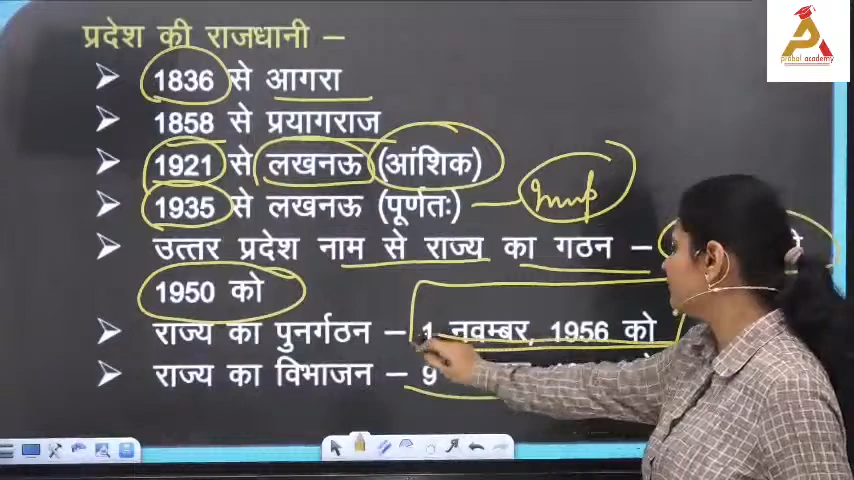 prabal academy
प्रदेश की राजधानी –
➢ 1836 से आगरा
➢ 1858 से प्रयागराज
➢ 1921 से लखनऊ (आंशिक)
➢ 1935 से लखनऊ (पूर्णतः)
उत्तर प्रदेश नाम से राज्य का गठन –
1950 को
➢ राज्य का पुनर्गठन – 1 नवम्बर, 1956 को
➢ राज्य का विभाजन – 9